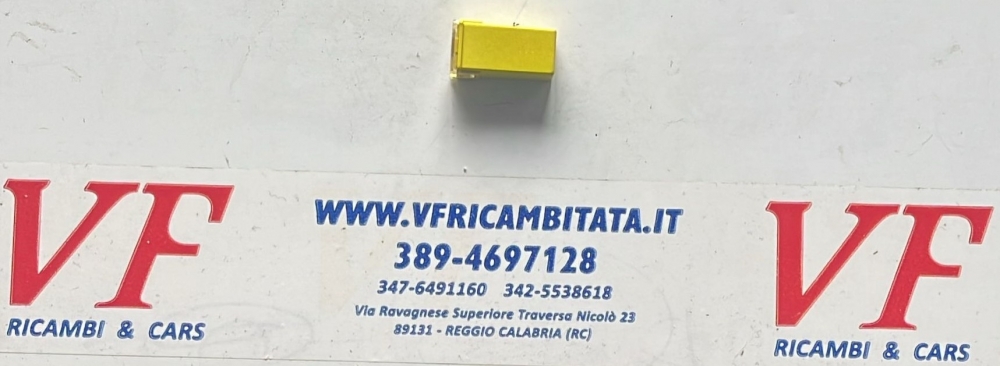 VF
RICAMBI & CARS
WWW.VFRICAMBITATA.IT
389-4697128
347-6491160 342-5538618
Via Ravagnese Superiore Traversa Nicolò 23
89131 - REGGIO CALABRIA (RC)
VF
RICAMBI & CARS